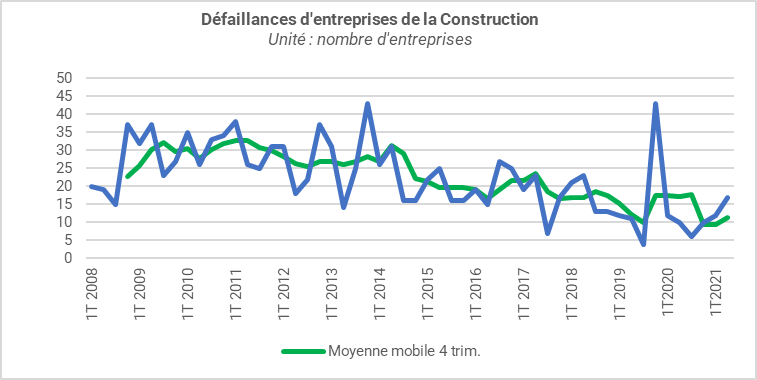 Défaillances d'entreprises de la Construction
Unité : nombre d'entreprises
50
45
40
35
30
25
20
15
10
5
0
1T 2008
1T 2009
1T 2010
1T 2011
1T 2012
1T 2013
1T 2014
1T 2015
1T 2016
1T 2017
1T 2018
1T 2019
1T2020
1T2021
Moyenne mobile 4 trim.